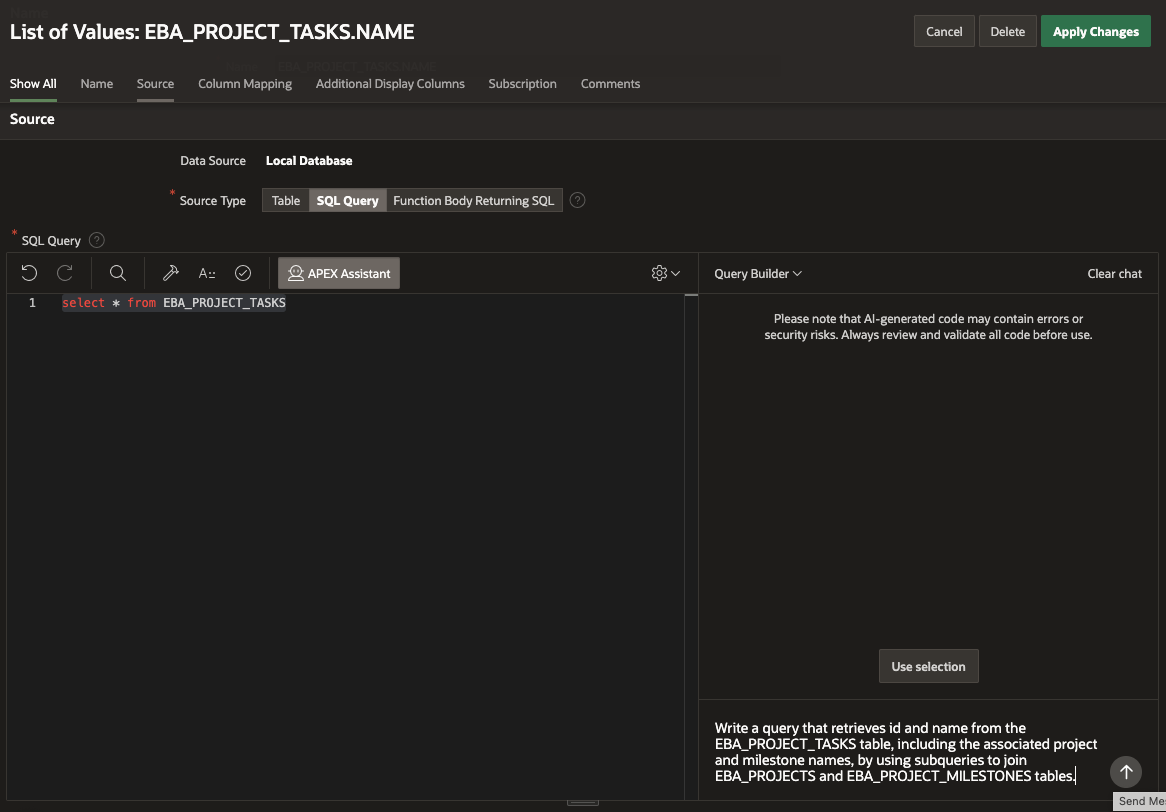 List of Values: EBA_PROJECT_TASKS.NAME
Cancel Delete Apply Changes
Show All Name Source Column Mapping Additional Display Columns Subscription Comments
Source
Data Source Local Database
* Source Type Table SQL Query Function Body Returning SQL ?
* SQL Query ?
A:: APEX Assistant Query Builder Clear chat
1 select * from EBA_PROJECT_TASKS
Please note that AI-generated code may contain errors or
security risks. Always review and validate all code before use.
Use selection
Write a query that retrieves id and name from the
EBA_PROJECT_TASKS table, including the associated project
and milestone names, by using subqueries to join
EBA_PROJECTS and EBA_PROJECT_MILESTONES tables.
Send Mes